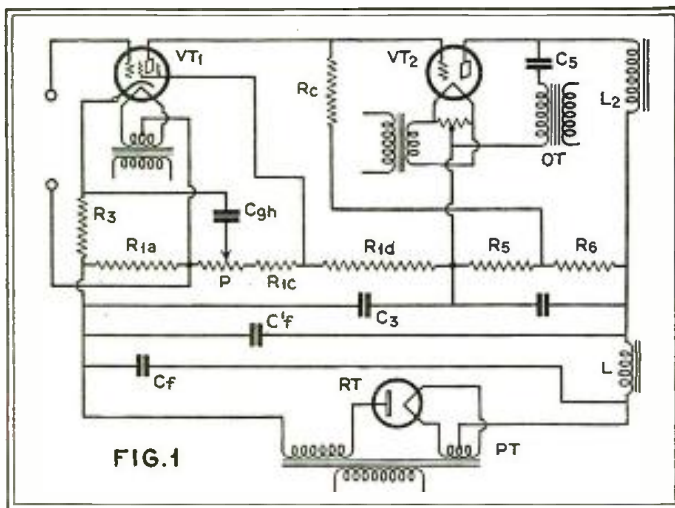 VT1
VT2
C5
L2
Rc
OT
R3
Cgh
R1a
P
R1c
R1d
R5
R6
C3
C'f
Cf
L
RT
PT
FIG.1